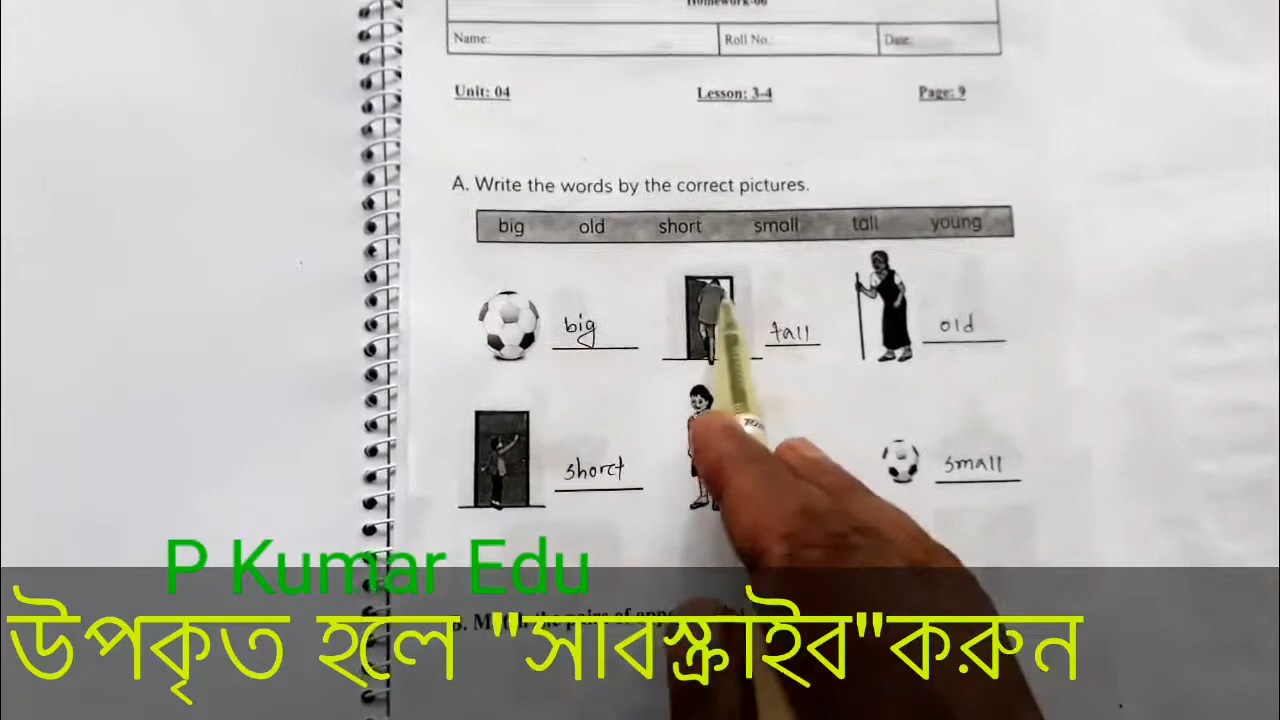 Homework-06
Name: Roll No.: Date:
Unit: 04 Lesson: 3-4 Page: 9
A. Write the words by the correct pictures.
big old short small tall young
big tall old
short small
P Kumar Edu
উপকৃত হলে "সাবস্ক্রাইব"করুন